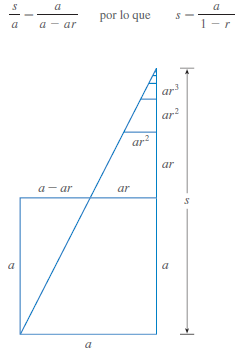 s/a – a/(a – ar) por lo que s – a/(1 – r)
ar³
ar²
ar²
ar
a – ar ar
s
a a
a